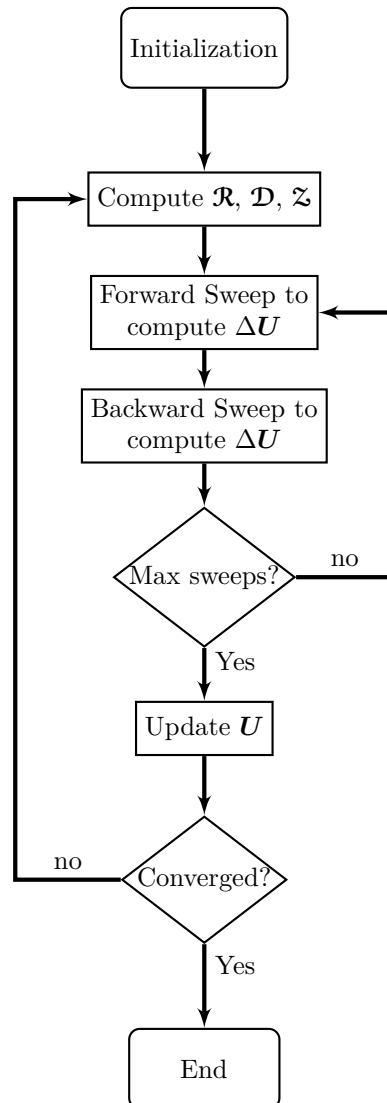 Initialization
Compute 𝓡, 𝓓, 𝓩
Forward Sweep to
compute Δ𝑼
Backward Sweep to
compute Δ𝑼
Max sweeps?
no
Yes
Update 𝑼
no
Converged?
Yes
End